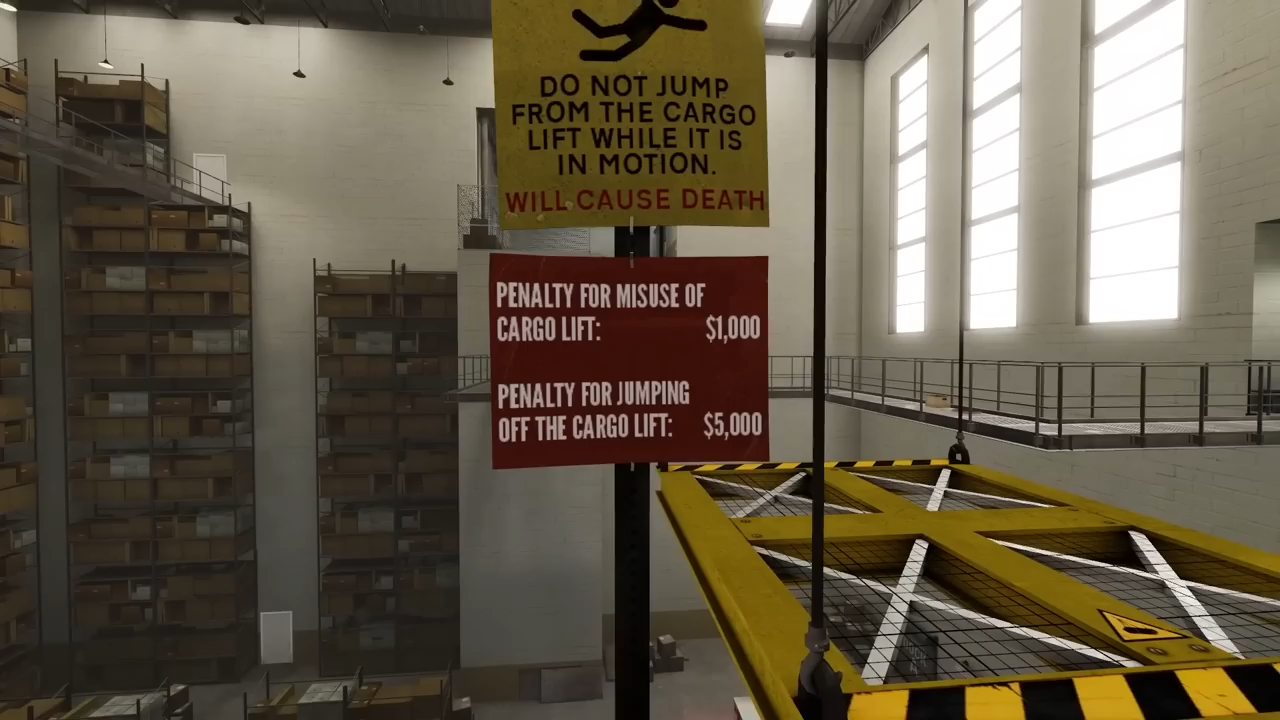 DO NOT JUMP
FROM THE CARGO
LIFT WHILE IT IS
IN MOTION.
WILL CAUSE DEATH
PENALTY FOR MISUSE OF
CARGO LIFT: $1,000
PENALTY FOR JUMPING
OFF THE CARGO LIFT: $5,000